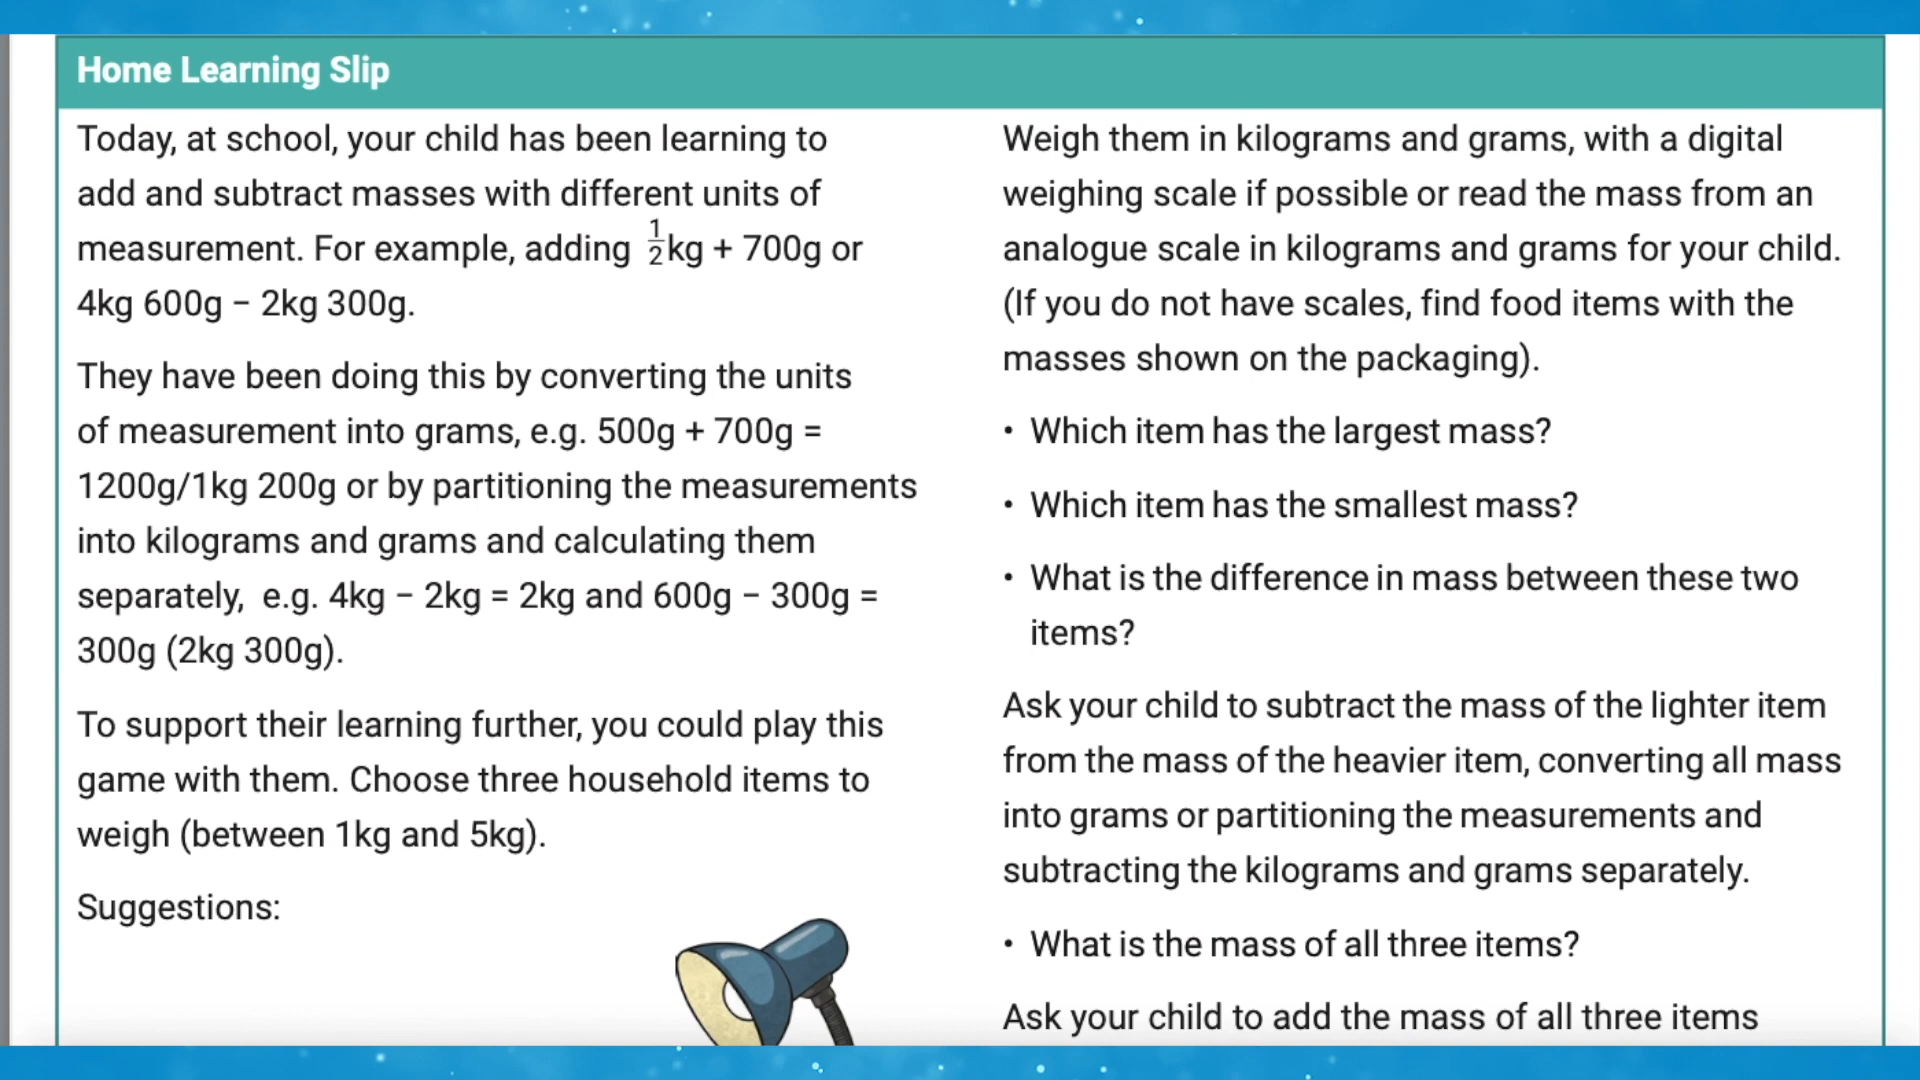 Home Learning Slip
Today, at school, your child has been learning to
add and subtract masses with different units of
measurement. For example, adding ½kg + 700g or
4kg 600g − 2kg 300g.
They have been doing this by converting the units
of measurement into grams, e.g. 500g + 700g =
1200g/1kg 200g or by partitioning the measurements
into kilograms and grams and calculating them
separately,  e.g. 4kg − 2kg = 2kg and 600g − 300g =
300g (2kg 300g).
To support their learning further, you could play this
game with them. Choose three household items to
weigh (between 1kg and 5kg).
Suggestions:
Weigh them in kilograms and grams, with a digital
weighing scale if possible or read the mass from an
analogue scale in kilograms and grams for your child.
(If you do not have scales, find food items with the
masses shown on the packaging).
• Which item has the largest mass?
• Which item has the smallest mass?
• What is the difference in mass between these two
items?
Ask your child to subtract the mass of the lighter item
from the mass of the heavier item, converting all mass
into grams or partitioning the measurements and
subtracting the kilograms and grams separately.
• What is the mass of all three items?
Ask your child to add the mass of all three items